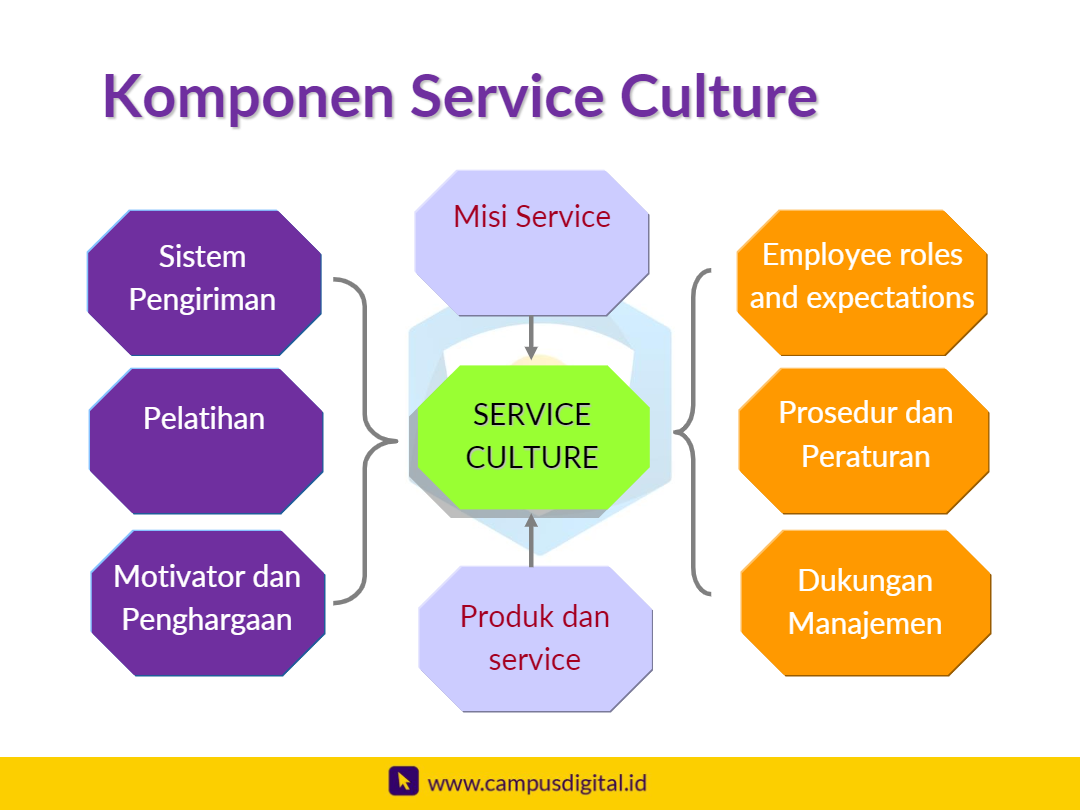 Komponen Service Culture
Misi Service
Sistem
Pengiriman
Employee roles
and expectations
Pelatihan
SERVICE
CULTURE
Prosedur dan
Peraturan
Motivator dan
Penghargaan
Produk dan
service
Dukungan
Manajemen
www.campusdigital.id